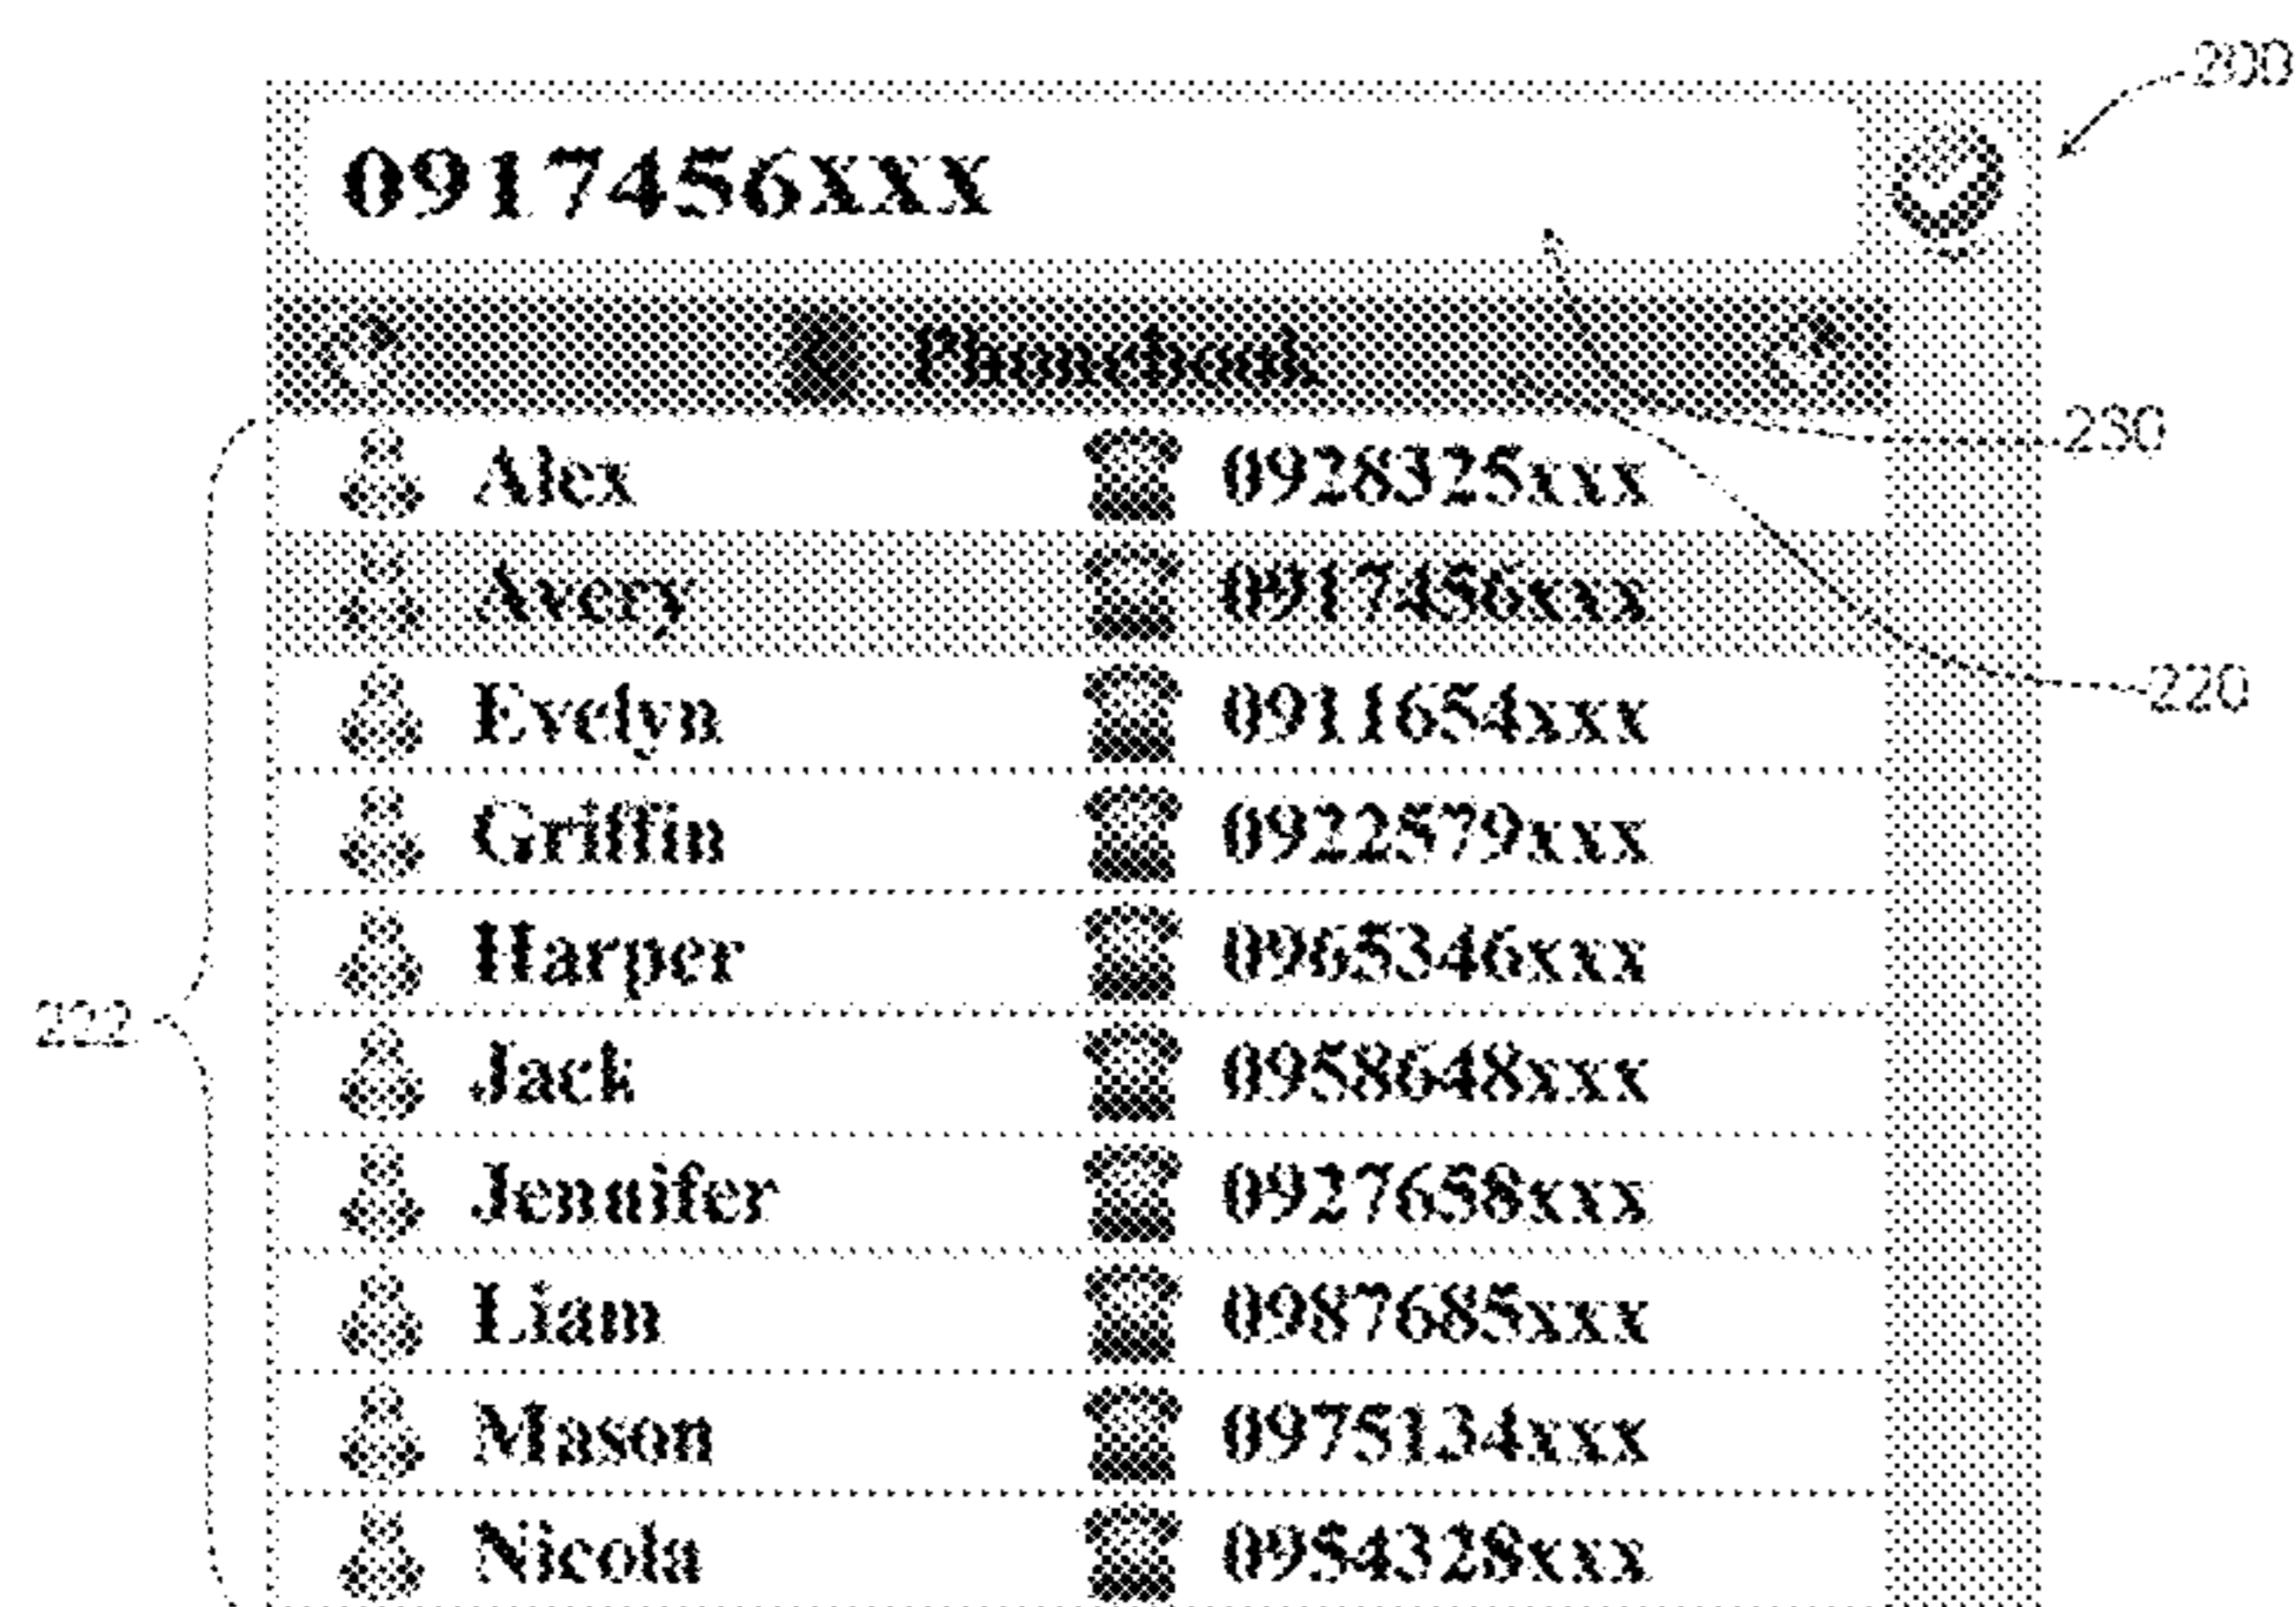 200
0917456xxx
Phonebook
Alex 0928325xxx
230
Avery 0917456xxx
Evelyn 0911654xxx
220
Griffin 0922579xxx
Harper 0965346xxx
222
Jack 0958648xxx
Jennifer 0927658xxx
Liam 0987685xxx
Mason 0975134xxx
Nicola 0954328xxx